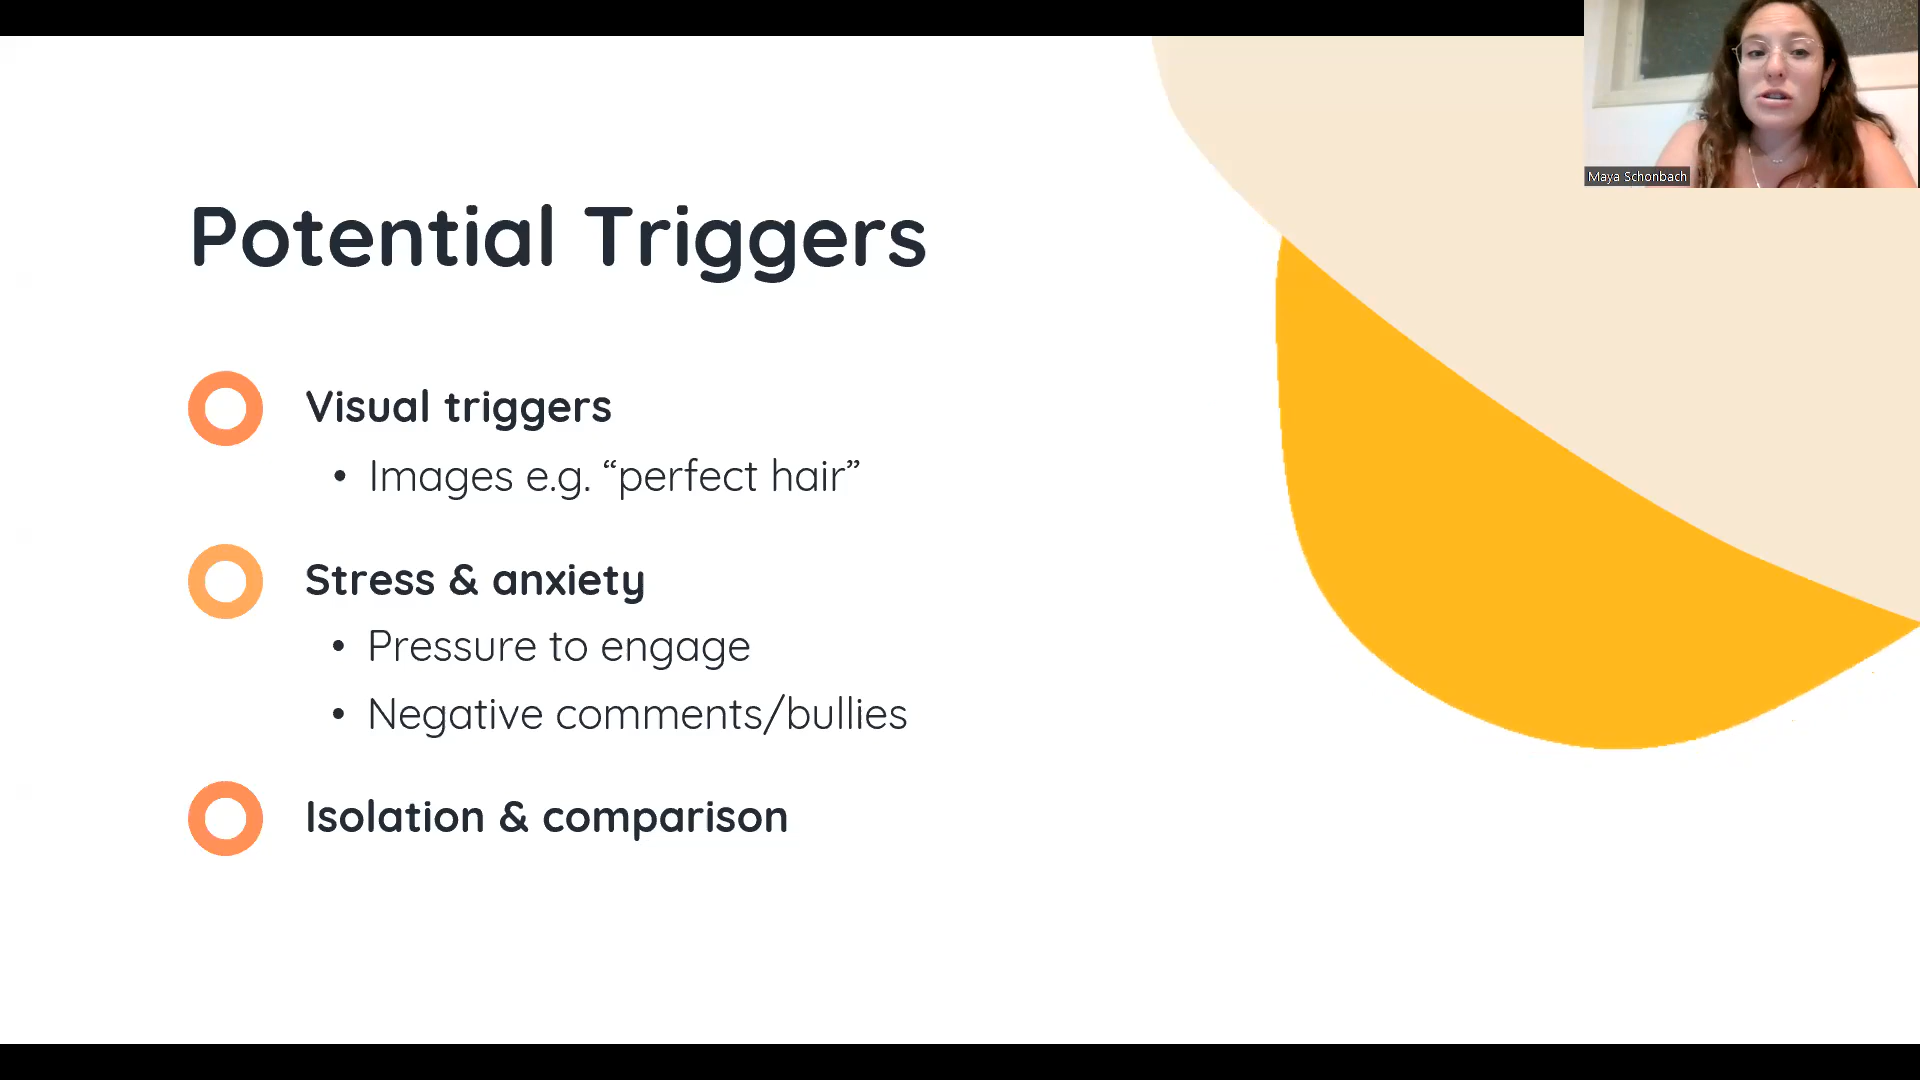 Maya Schonbach
Potential Triggers
Visual triggers
• Images e.g. “perfect hair”
Stress & anxiety
• Pressure to engage
• Negative comments/bullies
Isolation & comparison